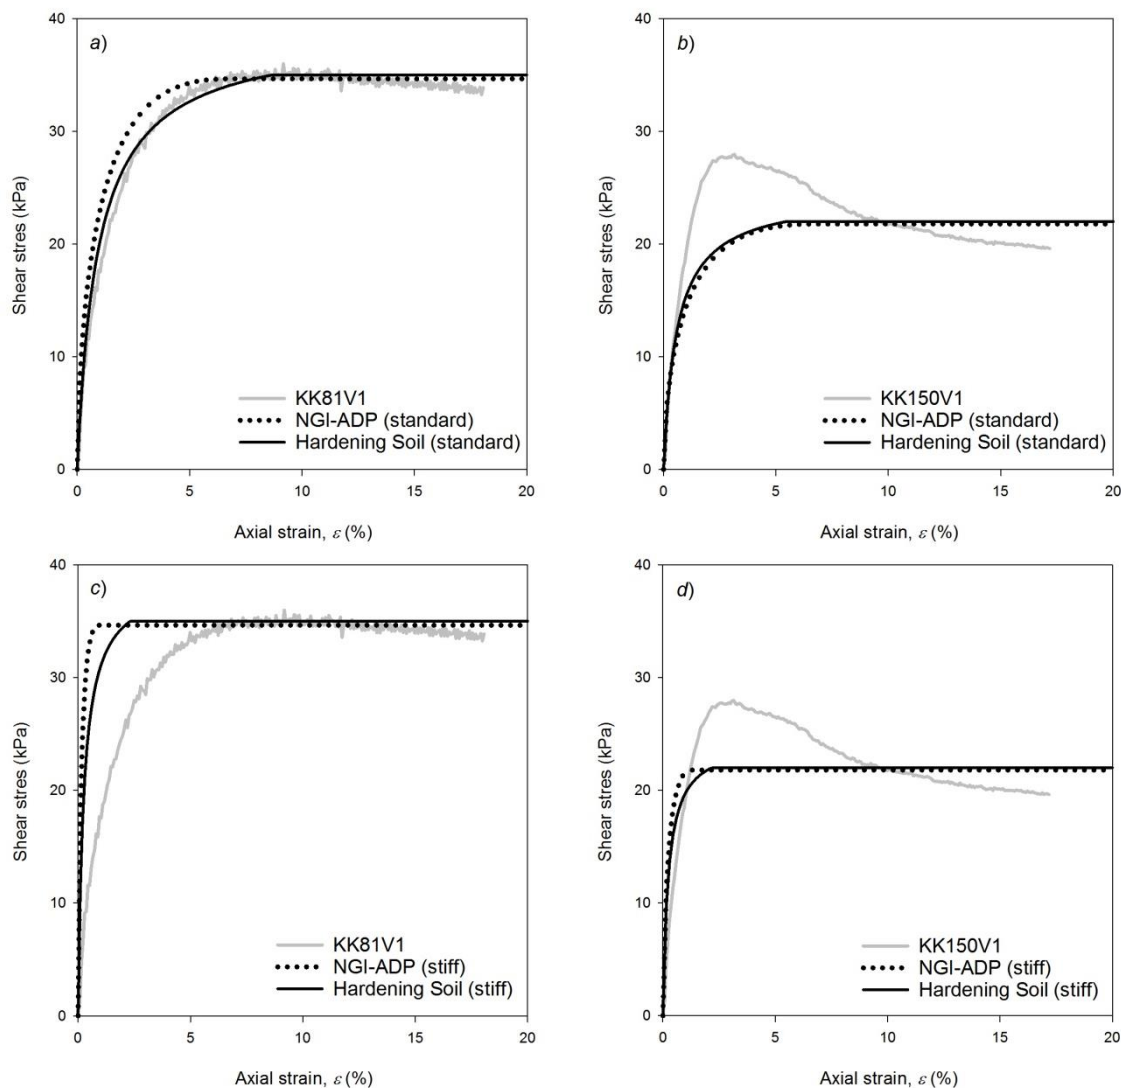 a)
40
30
20
10
0
Shear stres (kPa)
KK81V1
NGI-ADP (standard)
Hardening Soil (standard)
0 5 10 15 20
Axial strain, ε (%)
b)
40
30
20
10
0
Shear stres (kPa)
KK150V1
NGI-ADP (standard)
Hardening Soil (standard)
0 5 10 15 20
Axial strain, ε (%)
c)
40
30
20
10
0
Shear stres (kPa)
KK81V1
NGI-ADP (stiff)
Hardening Soil (stiff)
0 5 10 15 20
Axial strain, ε (%)
d)
40
30
20
10
0
Shear stres (kPa)
KK150V1
NGI-ADP (stiff)
Hardening Soil (stiff)
0 5 10 15 20
Axial strain, ε (%)